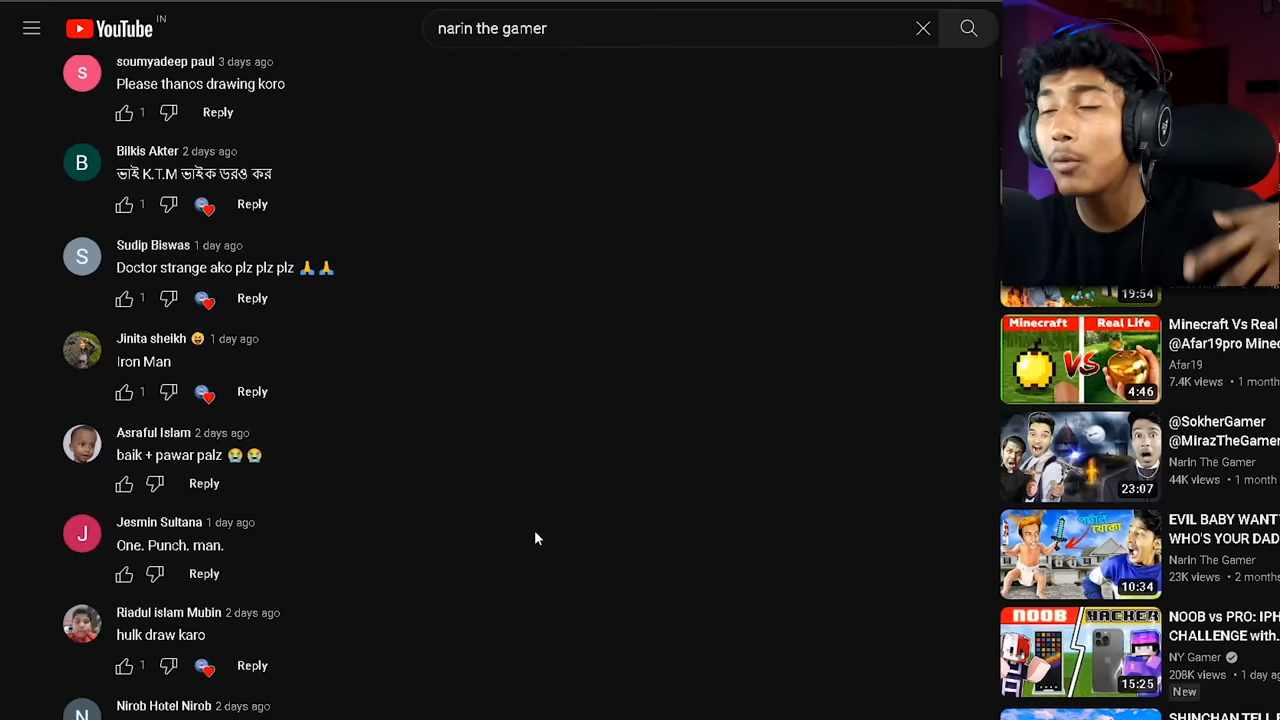 YouTube IN
narin the gamer
S
soumyadeep paul 3 days ago
Please thanos drawing koro
1 Reply
B
Bilkis Akter 2 days ago
ভাই K.T.M ভাইক ডরও কর
1 Reply
S
Sudip Biswas 1 day ago
Doctor strange ako plz plz plz 🙏 🙏
1 Reply
Jinita sheikh 😝 1 day ago
Iron Man
1 Reply
Asraful Islam 2 days ago
baik + pawar palz 😭 😭
Reply
J
Jesmin Sultana 1 day ago
One. Punch. man.
Reply
Riadul islam Mubin 2 days ago
hulk draw karo
1 Reply
N
Nirob Hotel Nirob 2 days ago
19:54
Minecraft Real Life
VS
4:46
Minecraft Vs Real
@Afar19pro Mine
Afar19
7.4K views • 1 month
23:07
@SokherGamer
@MirazTheGame
Narin The Gamer
44K views • 1 month
খোকা
10:34
EVIL BABY WANT
WHO'S YOUR DAD
Narin The Gamer
23K views • 2 months
NOOB HACKER
15:25
NOOB vs PRO: IPH
CHALLENGE with..
NY Gamer
208K views • 1 day ag
New